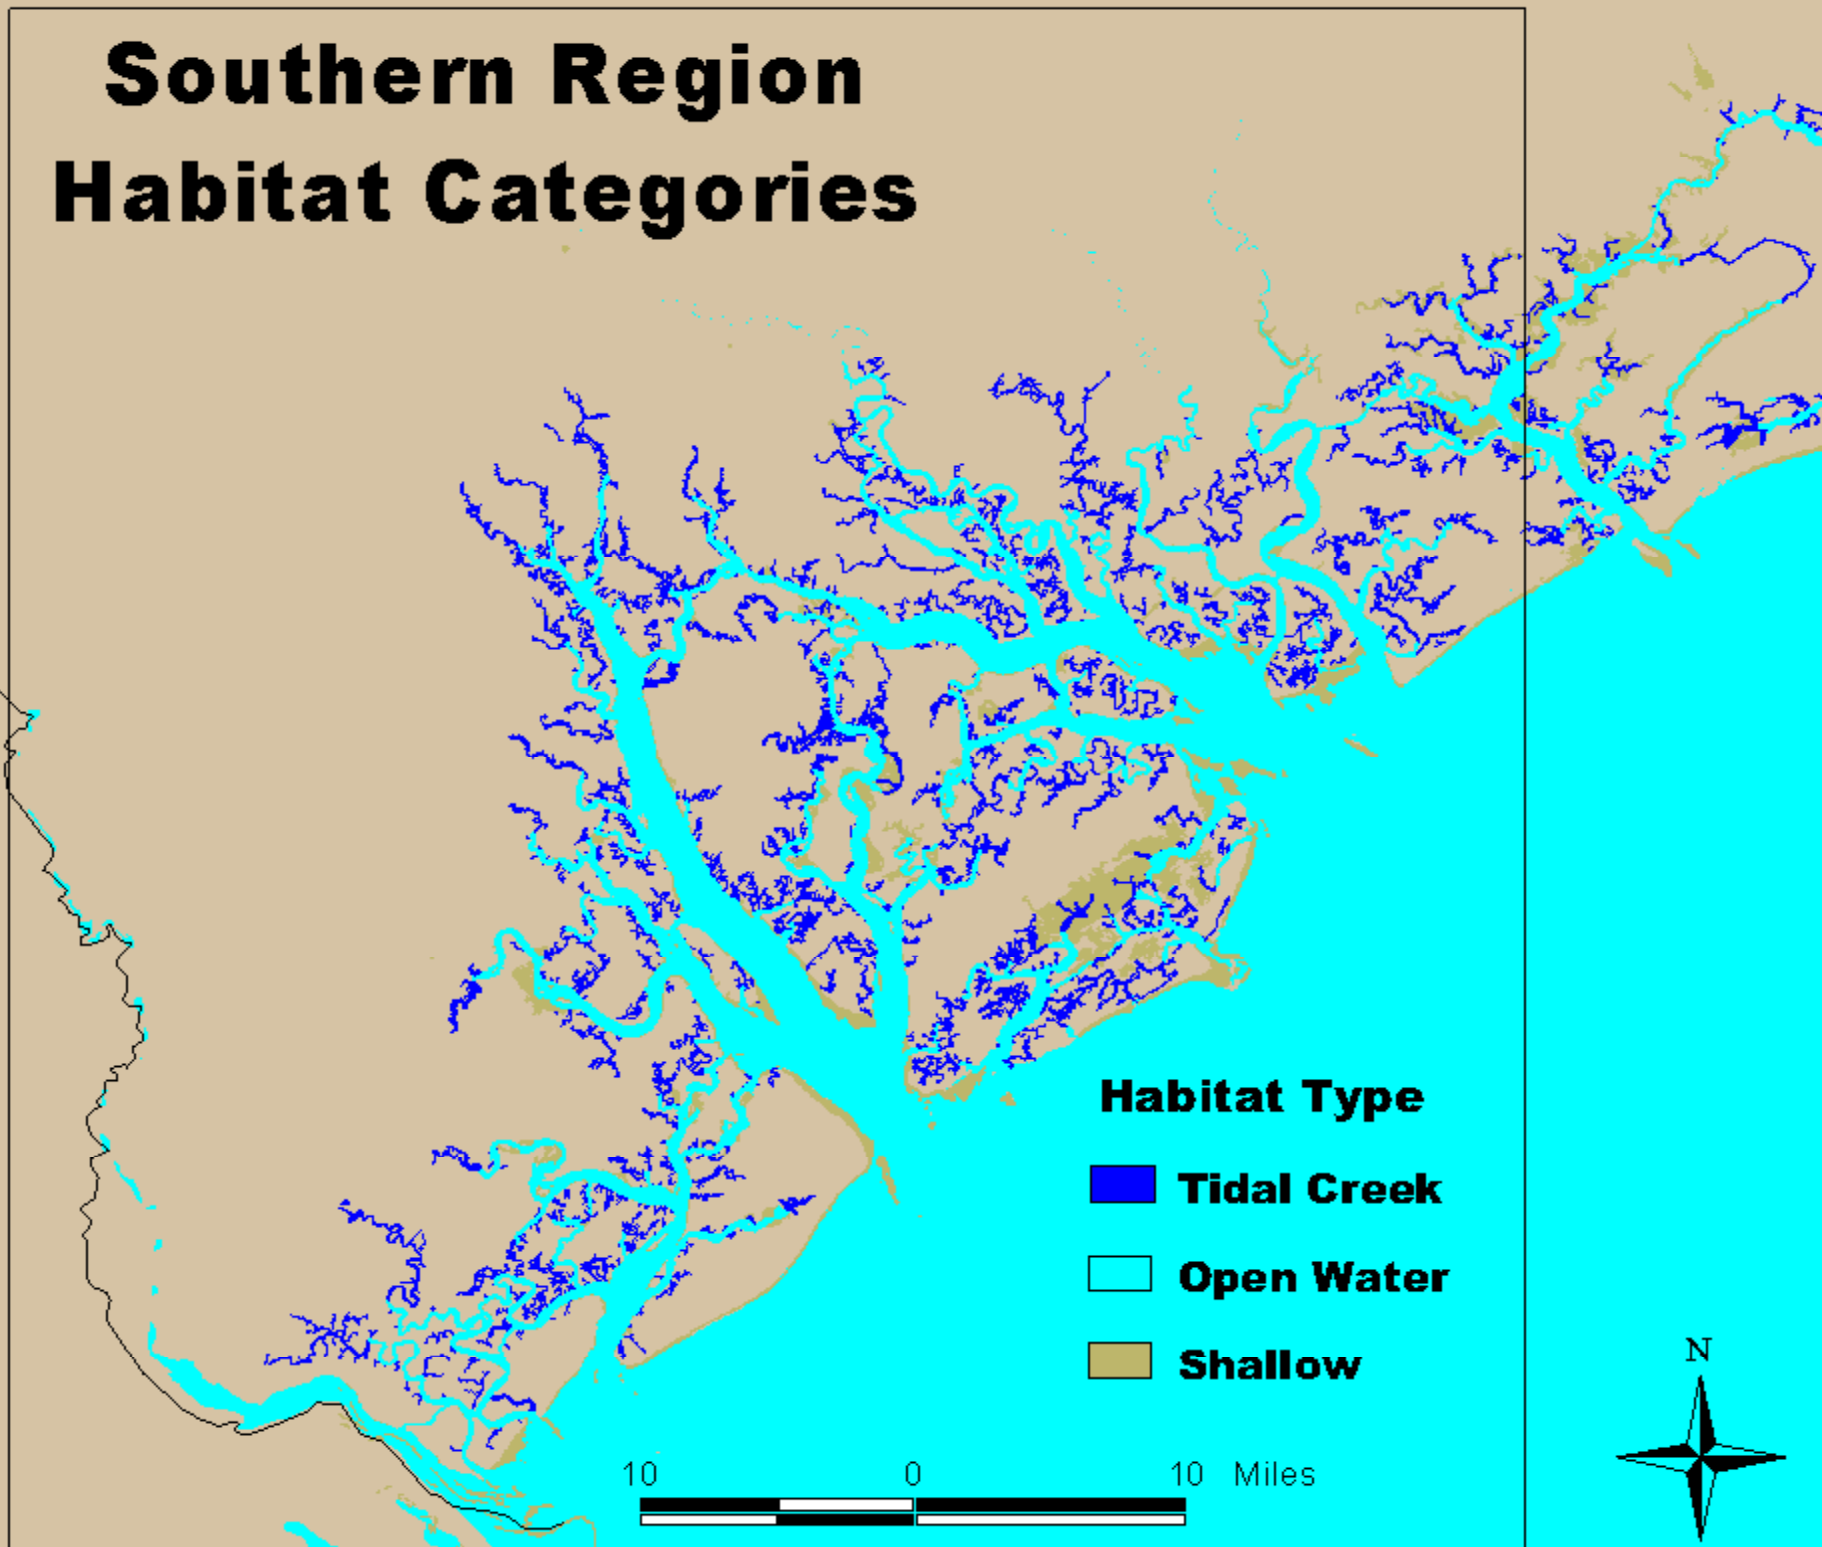 Southern Region
Habitat Categories
Habitat Type
Tidal Creek
Open Water
Shallow
N
10 0 10 Miles